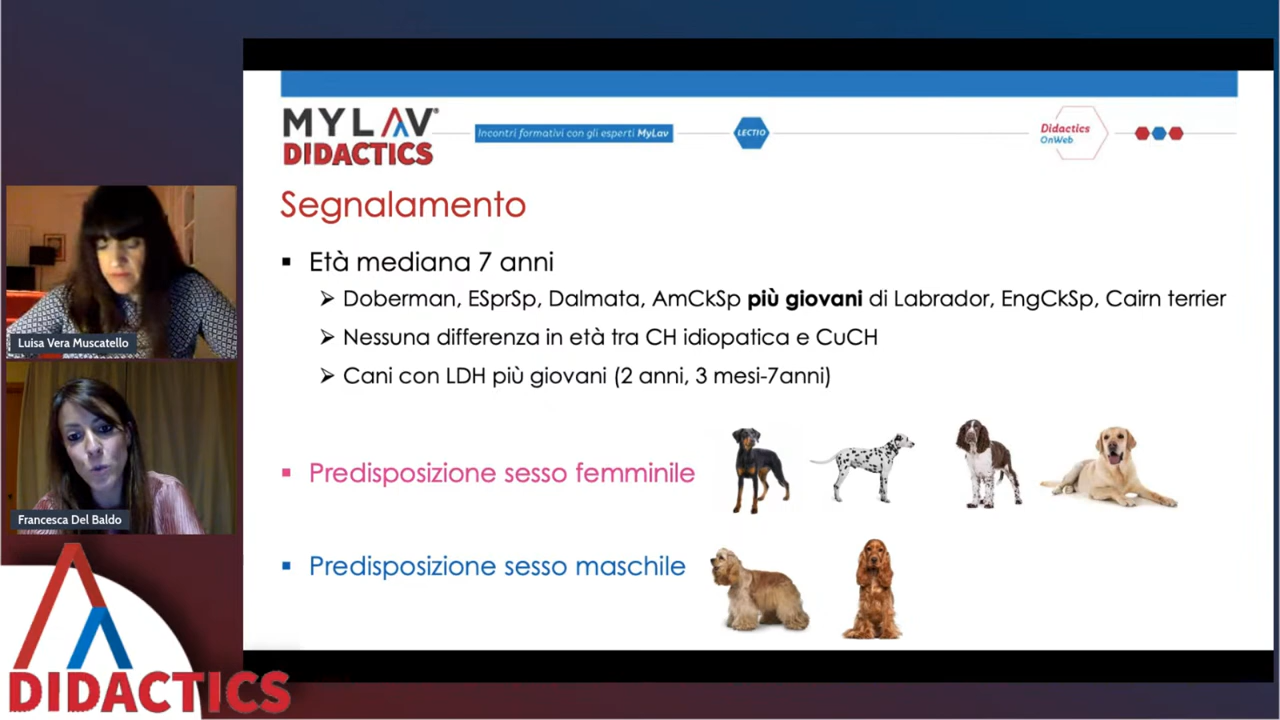 MYLAV®
DIDACTICS
Incontri formativi con gli esperti MyLav
LECTIO
Didactics
OnWeb
Segnalamento
▪ Età mediana 7 anni
➢ Doberman, ESprSp, Dalmata, AmCkSp più giovani di Labrador, EngCkSp, Cairn terrier
➢ Nessuna differenza in età tra CH idiopatica e CuCH
➢ Cani con LDH più giovani (2 anni, 3 mesi-7anni)
▪ Predisposizione sesso femminile
▪ Predisposizione sesso maschile
Luisa Vera Muscatello
Francesca Del Baldo
DIDACTICS